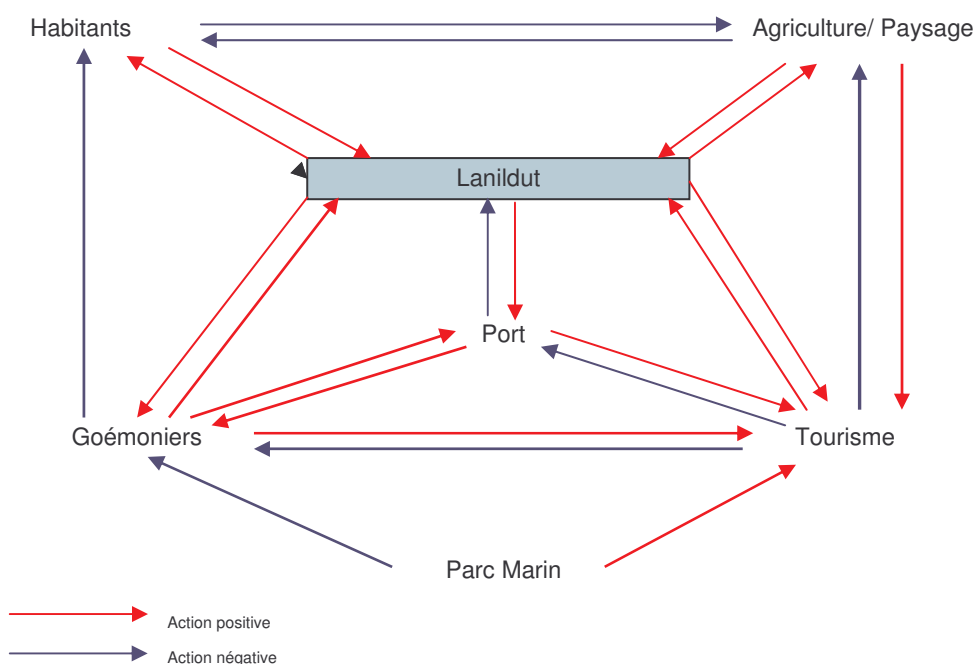 Habitants
Agriculture/ Paysage
Lanildut
Port
Goémoniers
Tourisme
Parc Marin
Action positive
Action négative